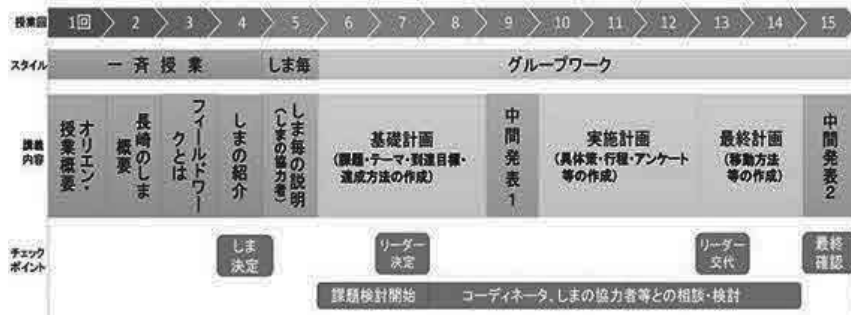 授業回 1回 2 3 4 5 6 7 8 9 10 11 12 13 14 15
スタイル 一斉授業 しま毎 グループワーク
講義
内容
オリエン・
授業概要
長崎のしま
概要
フィールドワー
クとは
しまの紹介
しま毎の説明
(しまの協力者)
基礎計画
(課題・テーマ・到達目標・
達成方法の作成)
中間発表1
実施計画
(具体策・行程・アンケート
等の作成)
最終計画
(移動方法
等の作成)
中間発表2
チェック
ポイント
しま
決定
リーダー
決定
リーダー
交代
最終
確認
課題検討開始 コーディネータ、しまの協力者等との相談・検討